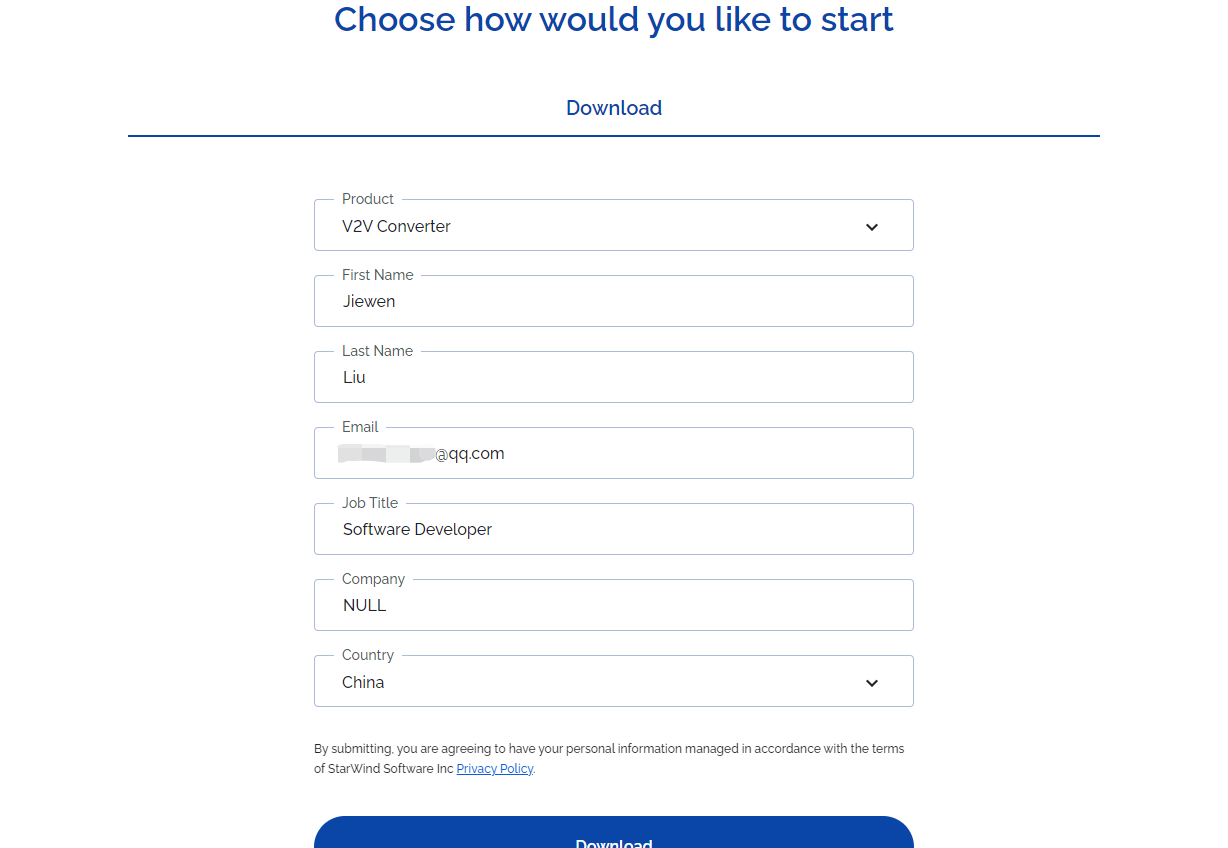 Choose how would you like to start
Download
Product
V2V Converter
First Name
Jiewen
Last Name
Liu
Email
@qq.com
Job Title
Software Developer
Company
NULL
Country
China
By submitting, you are agreeing to have your personal information managed in accordance with the terms
of StarWind Software Inc Privacy Policy.
Download